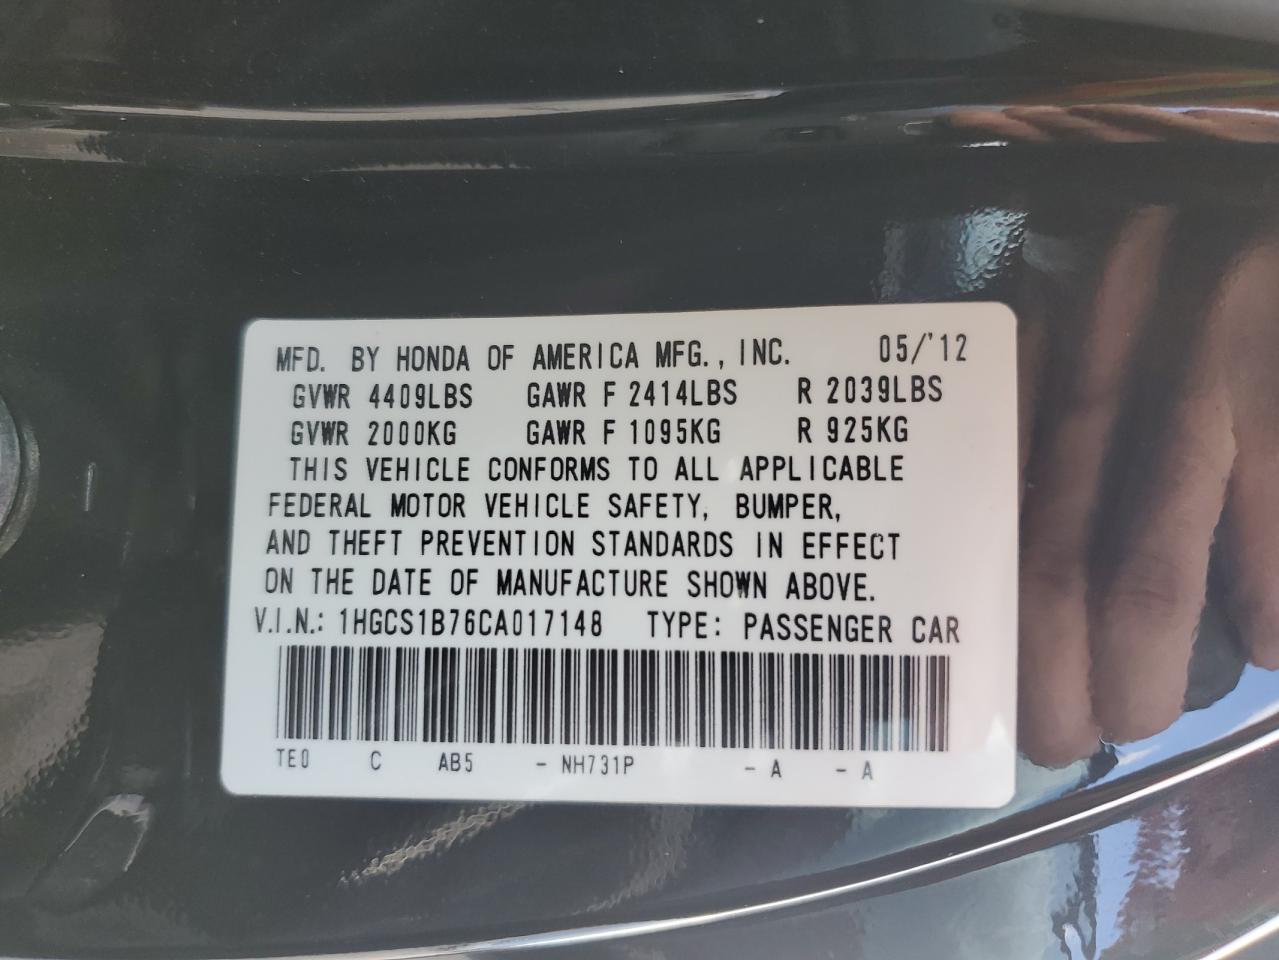 MFD. BY HONDA OF AMERICA MFG., INC. 05/'12
GVWR 4409LBS GAWR F 2414LBS R 2039LBS
GVWR 2000KG GAWR F 1095KG R 925KG
THIS VEHICLE CONFORMS TO ALL APPLICABLE
FEDERAL MOTOR VEHICLE SAFETY, BUMPER,
AND THEFT PREVENTION STANDARDS IN EFFECT
ON THE DATE OF MANUFACTURE SHOWN ABOVE.
V.I.N.: 1HGCS1B76CA017148 TYPE: PASSENGER CAR
TE0 C AB5 - NH731P - A - A